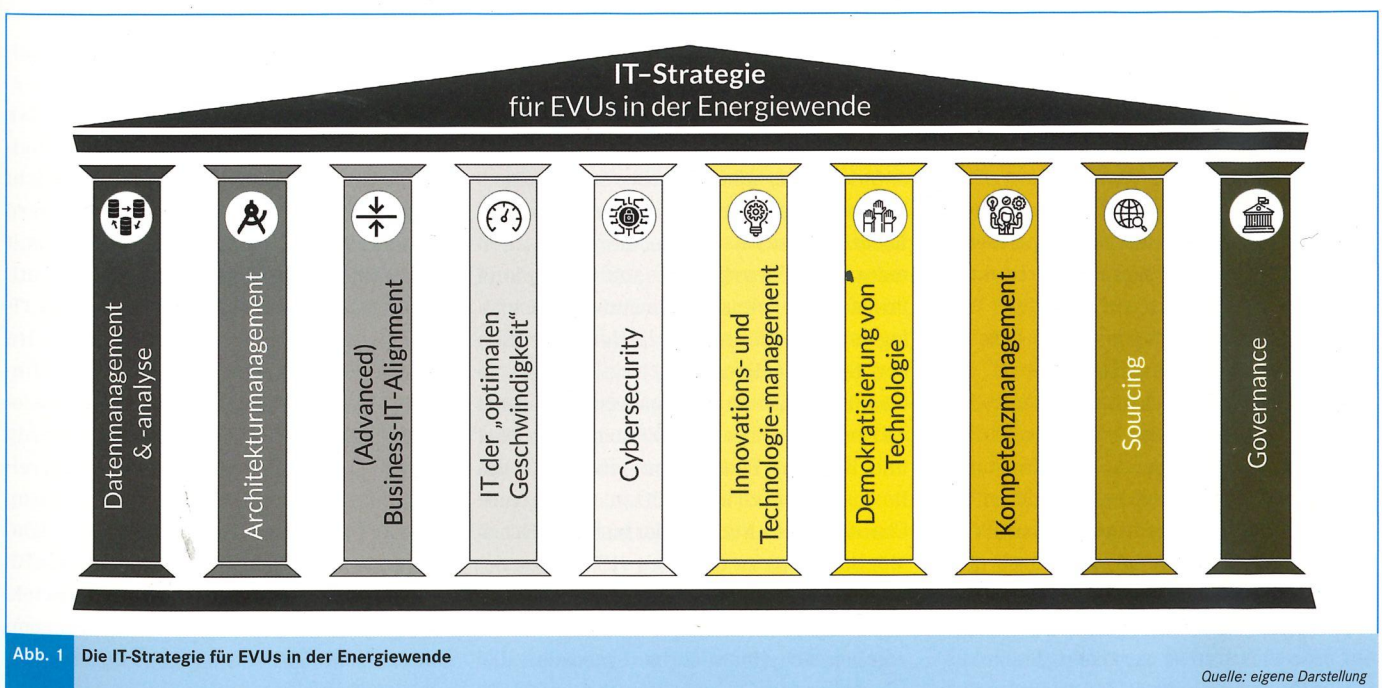 IT–Strategie
für EVUs in der Energiewende
Datenmanagement
& -analyse
Architekturmanagement
(Advanced)
Business-IT-Alignment
IT der „optimalen
Geschwindigkeit“
Cybersecurity
Innovations- und
Technologie-management
Demokratisierung von
Technologie
Kompetenzmanagement
Sourcing
Governance
Abb. 1 Die IT-Strategie für EVUs in der Energiewende
Quelle: eigene Darstellung